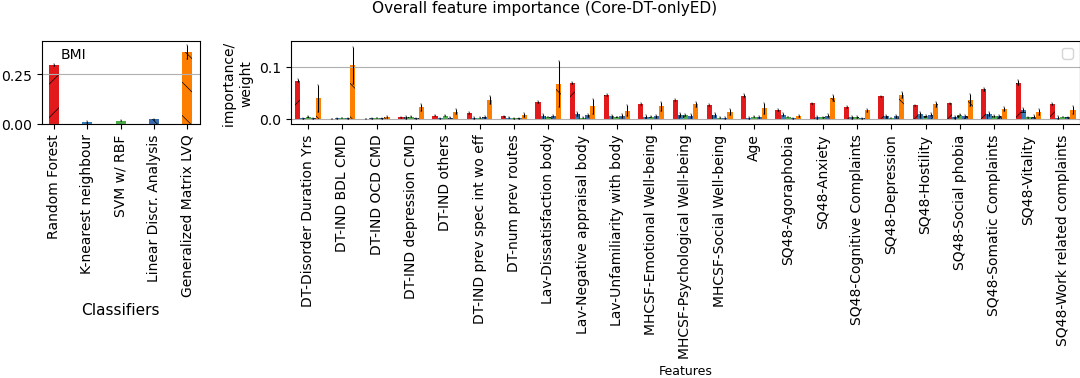 Overall feature importance (Core-DT-onlyED)
BMI
0.25
0.00
Random Forest
K-nearest neighbour
SVM w/ RBF
Linear Discr. Analysis
Generalized Matrix LVQ
Classifiers
importance/
weight
0.1
0.0
DT-Disorder Duration Yrs
DT-IND BDL CMD
DT-IND OCD CMD
DT-IND depression CMD
DT-IND others
DT-IND prev spec int wo eff
DT-num prev routes
Lav-Dissatisfaction body
Lav-Negative appraisal body
Lav-Unfamiliarity with body
MHCSF-Emotional Well-being
MHCSF-Psychological Well-being
MHCSF-Social Well-being
Age
SQ48-Agoraphobia
SQ48-Anxiety
SQ48-Cognitive Complaints
SQ48-Depression
SQ48-Hostility
SQ48-Social phobia
SQ48-Somatic Complaints
SQ48-Vitality
SQ48-Work related complaints
Features